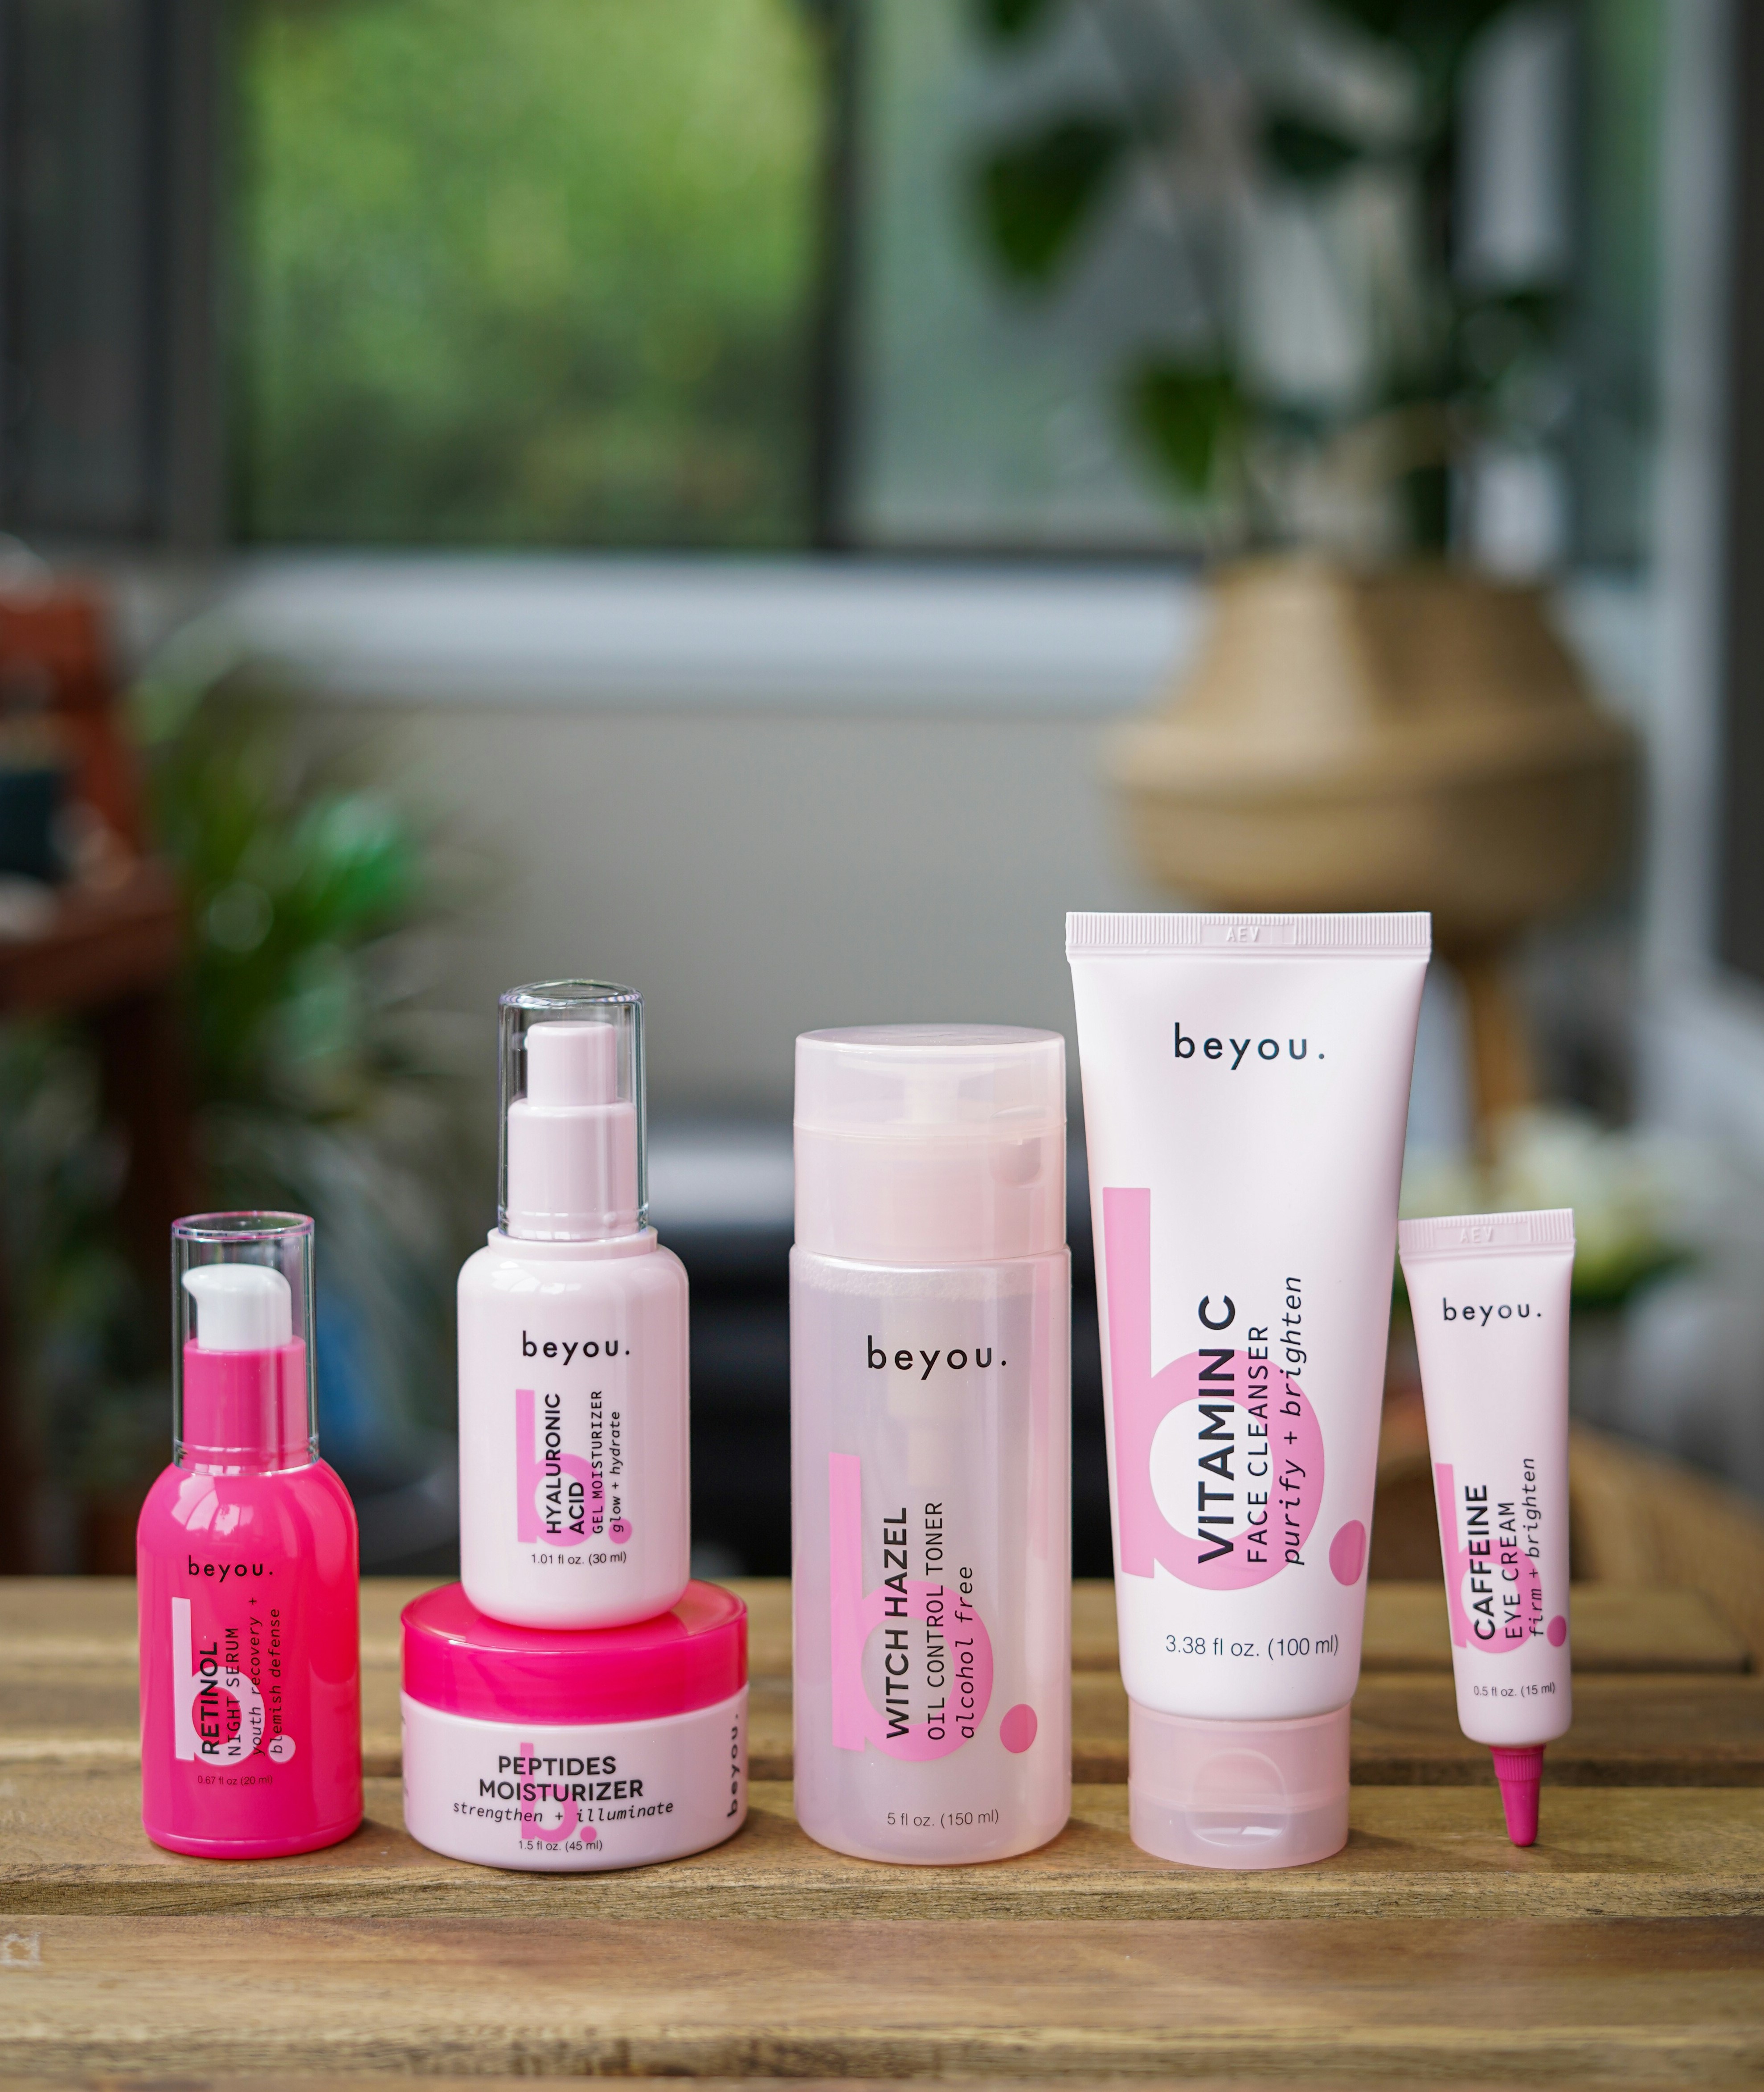 beyou.
b.
RETINOL
NIGHT SERUM
youth recovery +
blemish defense
0.67 fl oz (20 ml)
beyou.
b.
HYALURONIC
ACID
GEL MOISTURIZER
glow + hydrate
1.01 fl oz. (30 ml)
b.
PEPTIDES
MOISTURIZER
strengthen + illuminate
1.5 fl oz. (45 ml)
beyou.
beyou.
b.
WITCH HAZEL
OIL CONTROL TONER
alcohol free
5 fl oz. (150 ml)
AEV
beyou.
b.
VITAMIN C
FACE CLEANSER
purify + brighten
3.38 fl oz. (100 ml)
AEV
beyou.
b.
CAFFEINE
EYE CREAM
firm + brighten
0.5 fl oz. (15 ml)